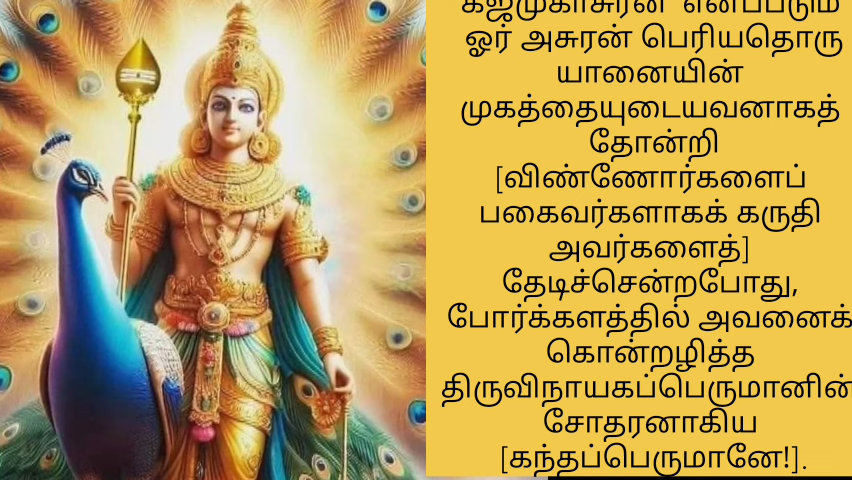 கஜமுகாசுரன் எனப்படும்
ஓர் அசுரன் பெரியதொரு
யானையின்
முகத்தையுடையவனாகத்
தோன்றி
[விண்ணோர்களைப்
பகைவர்களாகக் கருதி
அவர்களைத்]
தேடிச்சென்றபோது,
போர்க்களத்தில் அவனைக்
கொன்றழித்த
திருவிநாயகப்பெருமானின்
சோதரனாகிய
[கந்தப்பெருமானே!].